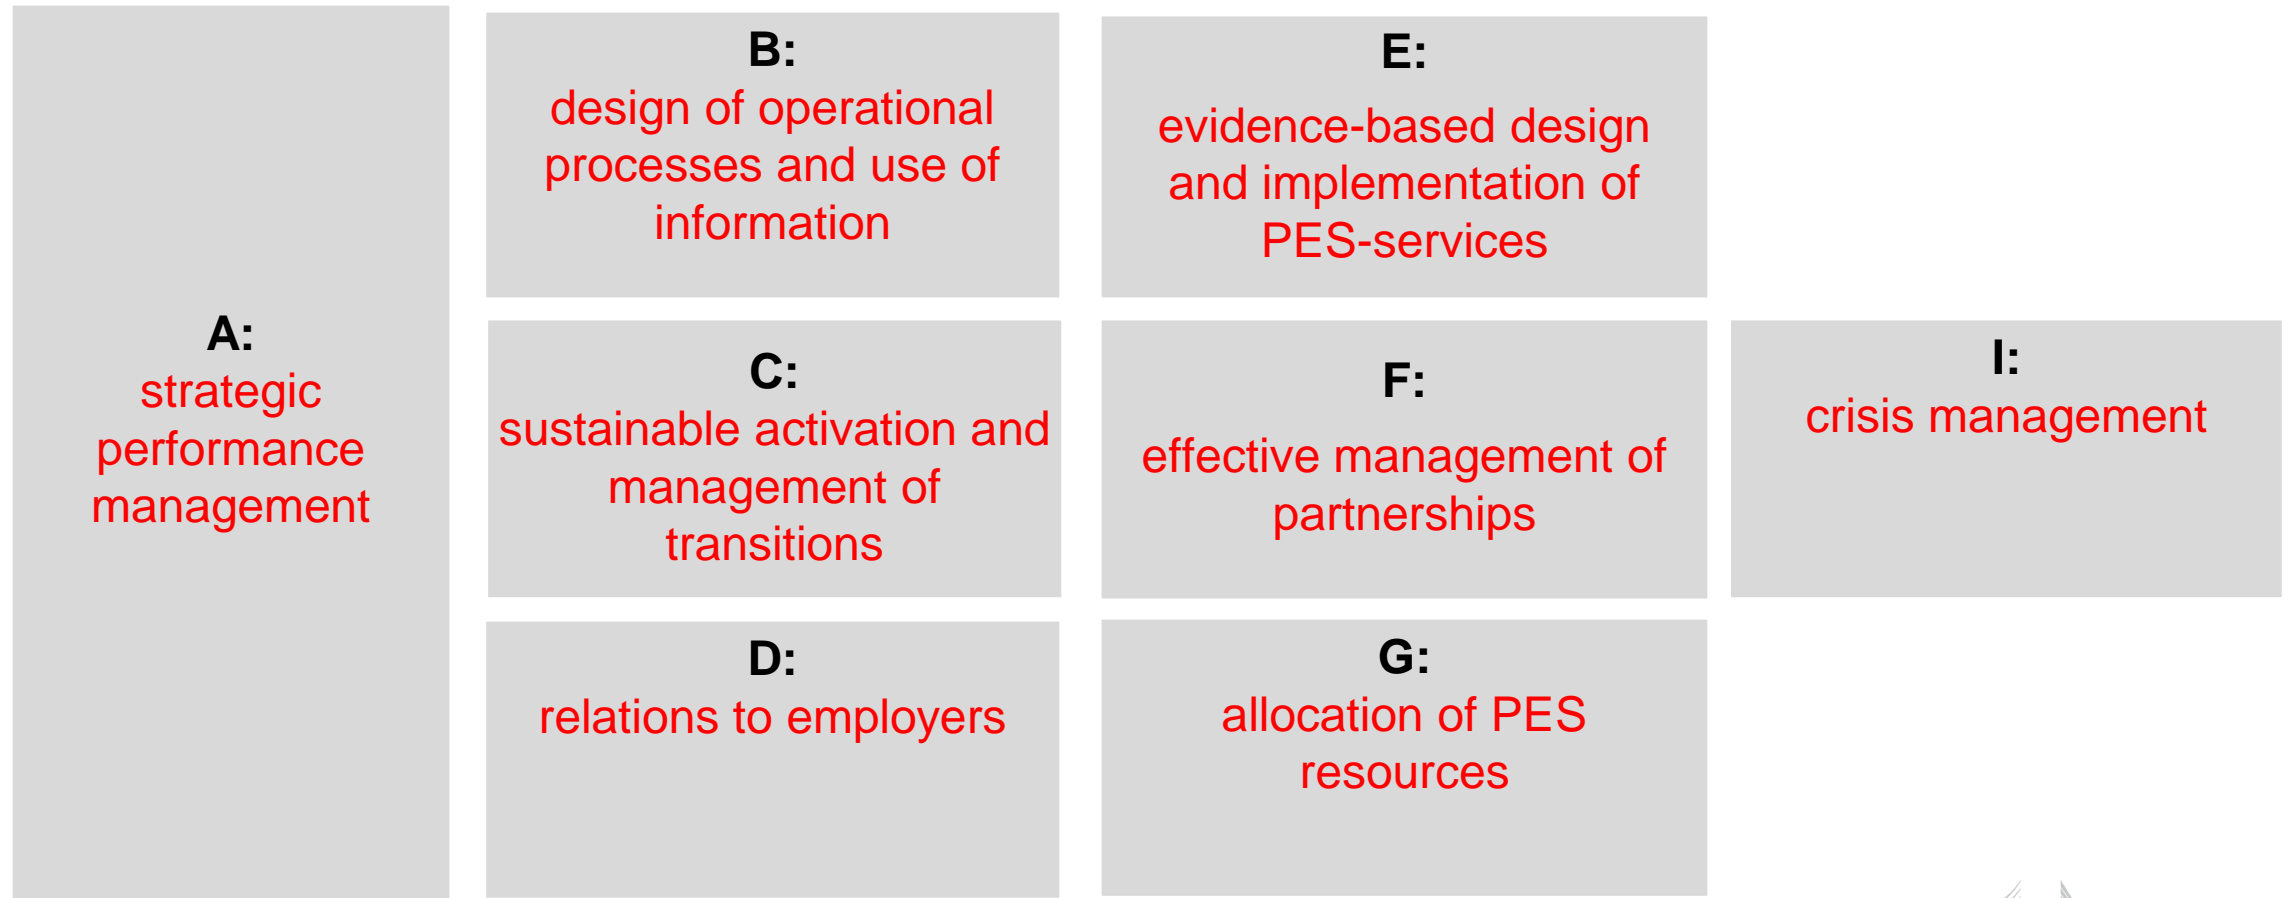 A:
strategic
performance
management
B:
design of operational
processes and use of
information
C:
sustainable activation and
management of
transitions
D:
relations to employers
E:
evidence-based design
and implementation of
PES-services
F:
effective management of
partnerships
G:
allocation of PES
resources
I:
crisis management